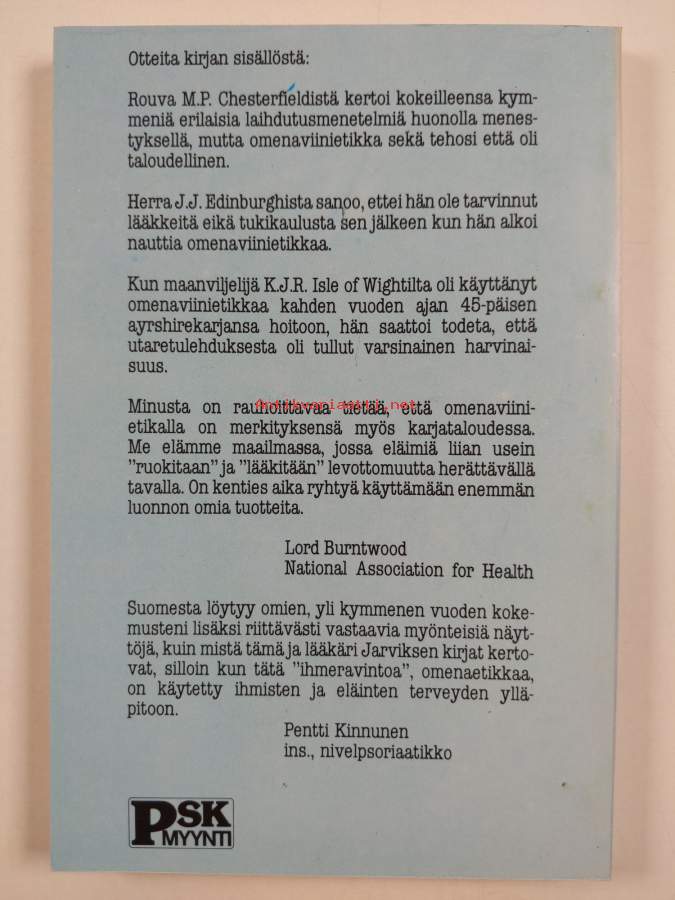 Otteita kirjan sisällöstä:
Rouva M.P. Chesterfieldistä kertoi kokeilleensa kym-
meniä erilaisia laihdutusmenetelmiä huonolla menes-
tyksellä, mutta omenaviinietikka sekä tehosi että oli
taloudellinen.
Herra J.J. Edinburghista sanoo, ettei hän ole tarvinnut
lääkkeitä eikä tukikaulusta sen jälkeen kun hän alkoi
nauttia omenaviinietikkaa.
Kun maanviljelijä K.J.R. Isle of Wightilta oli käyttänyt
omenaviinietikkaa kahden vuoden ajan 45-päisen
ayrshirekarjansa hoitoon, hän saattoi todeta, että
utaretulehduksesta oli tullut varsinainen harvinai-
suus.
Antikvariaatti.net
Minusta on rauhoittavaa tietää, että omenaviini-
etikalla on merkityksensä myös karjataloudessa.
Me elämme maailmassa, jossa eläimiä liian usein
"ruokitaan" ja "lääkitään" levottomuutta herättävällä
tavalla. On kenties aika ryhtyä käyttämään enemmän
luonnon omia tuotteita.
Lord Burntwood
National Association for Health
Suomesta löytyy omien, yli kymmenen vuoden koke-
musteni lisäksi riittävästi vastaavia myönteisiä näyt-
töjä, kuin mistä tämä ja lääkäri Jarviksen kirjat kerto-
vat, silloin kun tätä "ihmeravintoa", omenaetikkaa,
on käytetty ihmisten ja eläinten terveyden yllä-
pitoon.
Pentti Kinnunen
ins., nivelpsoriaatikko
PSK
MYYNTI